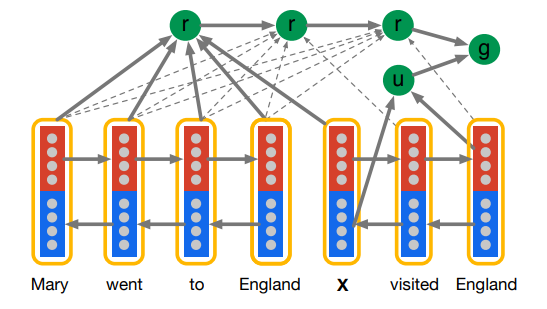 r r r g
u
Mary went to England X visited England